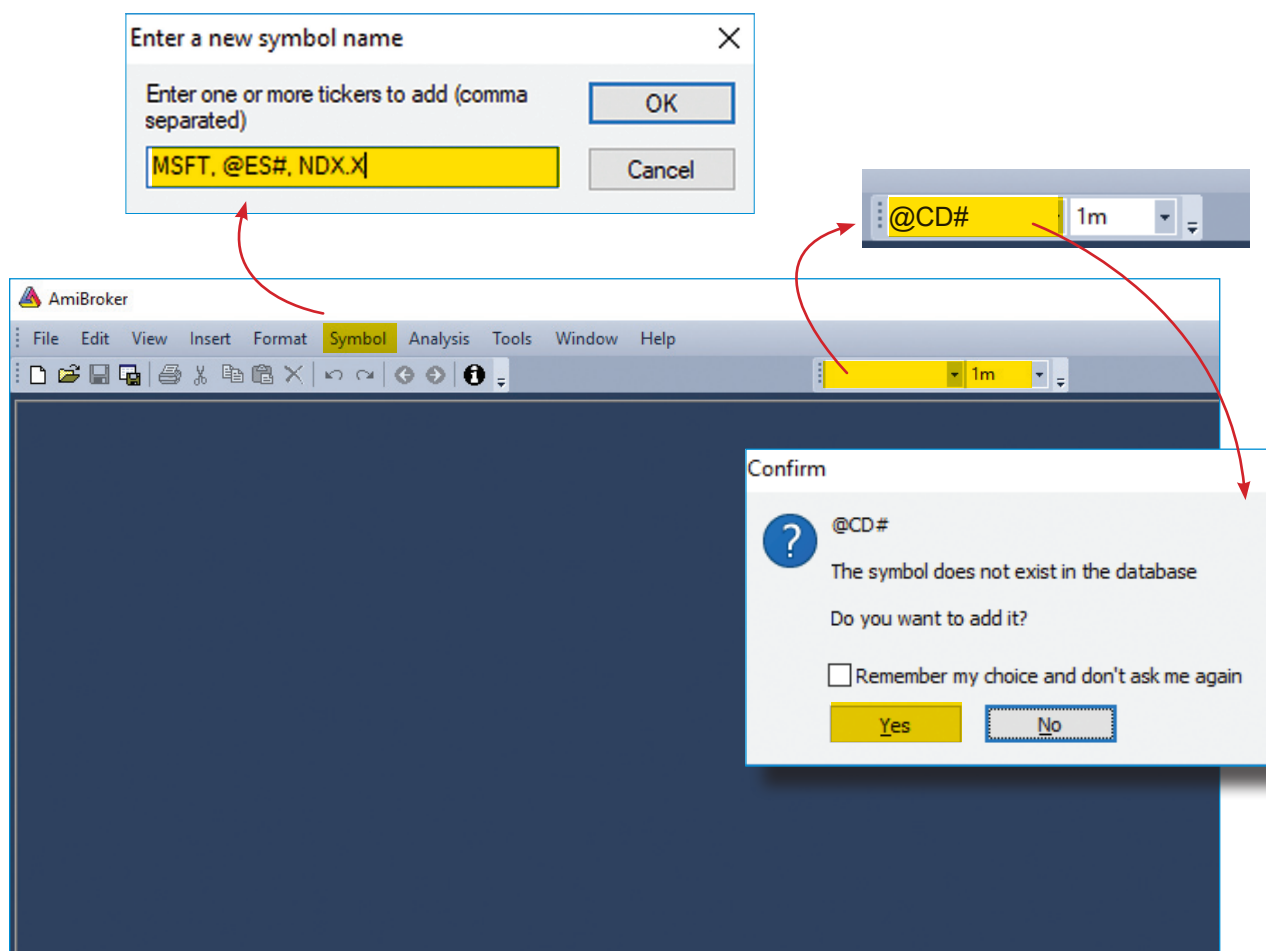 Enter a new symbol name
Enter one or more tickers to add (comma
separated)
OK
MSFT, @ES#, NDX.X
Cancel
@CD# 1m
AmiBroker
File Edit View Insert Format Symbol Analysis Tools Window Help
1m
Confirm
@CD#
The symbol does not exist in the database
Do you want to add it?
Remember my choice and don't ask me again
Yes No